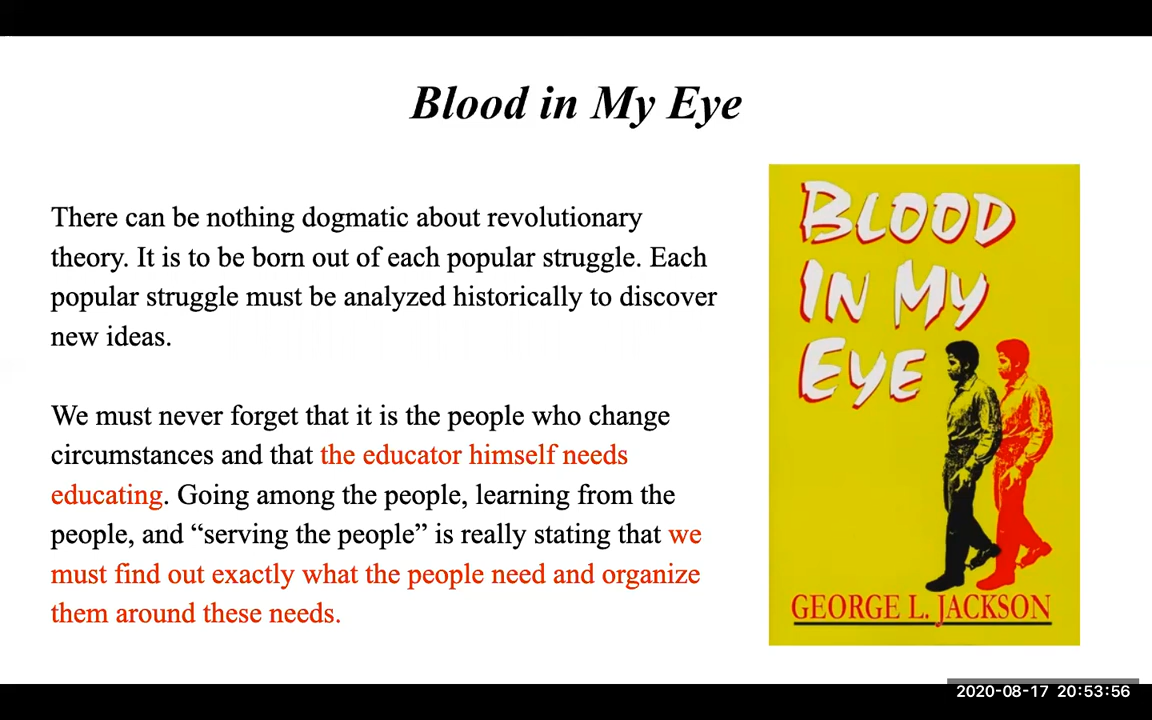 Blood in My Eye
There can be nothing dogmatic about revolutionary
theory. It is to be born out of each popular struggle. Each
popular struggle must be analyzed historically to discover
new ideas.
We must never forget that it is the people who change
circumstances and that the educator himself needs
educating. Going among the people, learning from the
people, and “serving the people” is really stating that we
must find out exactly what the people need and organize
them around these needs.
BLOOD
IN MY
EYE
GEORGE L. JACKSON
2020-08-17 20:53:56